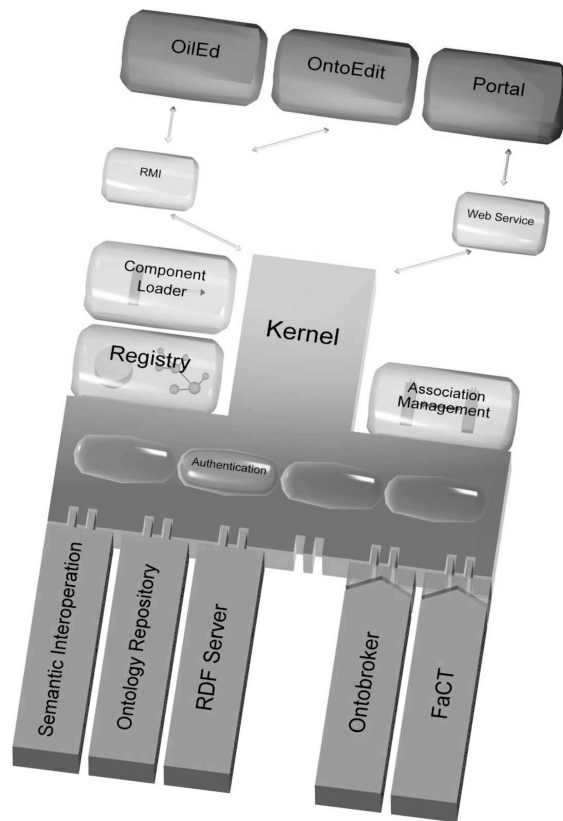 OilEd
OntoEdit
Portal
RMI
Web Service
Component
Loader
Kernel
Registry
Association
Management
Authentication
Semantic Interoperation
Ontology Repository
RDF Server
Ontobroker
FaCT